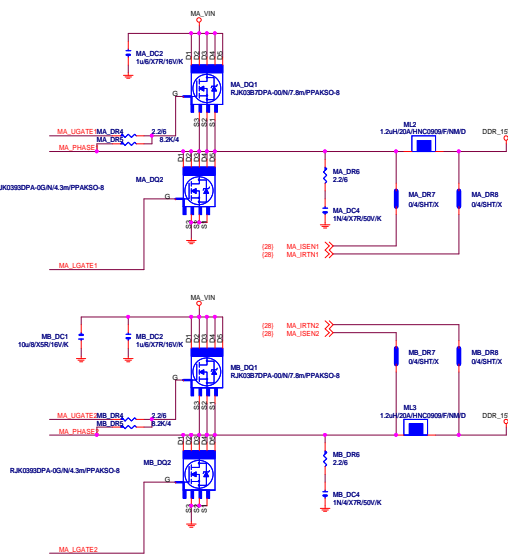 MA_VIN
MA_DC2
1u/6/X7R/16V/K
D1 D2 D3 D4 D5
MA_DQ1
RJK03B7DPA-00/N/7.8m/PPAKSO-8
G
S3 S2 S1
MA_UGATE1 MA_DR4 2.2/6
MA_DR5 8.2K/4
MA_PHASE1
ML2
1.2uH/20A/HNC0909/F/NM/D
DDR_15V
D1 D2 D3 D4 D5
MA_DQ2
RJK0393DPA-0G/N/4.3m/PPAKSO-8
G
S3 S2 S1
MA_DR6
2.2/6
MA_DC4
1N/4/X7R/50V/K
MA_DR7
0/4/SHT/X
MA_DR8
0/4/SHT/X
(28) MA_ISEN1
(28) MA_IRTN1
MA_LGATE1
MA_VIN
MB_DC1
10u/8/X5R/16V/K
MB_DC2
1u/6/X7R/16V/K
D1 D2 D3 D4 D5
MB_DQ1
RJK03B7DPA-00/N/7.8m/PPAKSO-8
G
S3 S2 S1
(28) MA_IRTN2
(28) MA_ISEN2
MB_DR7
0/4/SHT/X
MB_DR8
0/4/SHT/X
MA_UGATE2 MB_DR4 2.2/6
MB_DR5 8.2K/4
MA_PHASE2
ML3
1.2uH/20A/HNC0909/F/NM/D
DDR_15V
D1 D2 D3 D4 D5
MB_DQ2
RJK0393DPA-0G/N/4.3m/PPAKSO-8
G
S3 S2 S1
MB_DR6
2.2/6
MB_DC4
1N/4/X7R/50V/K
MA_LGATE2